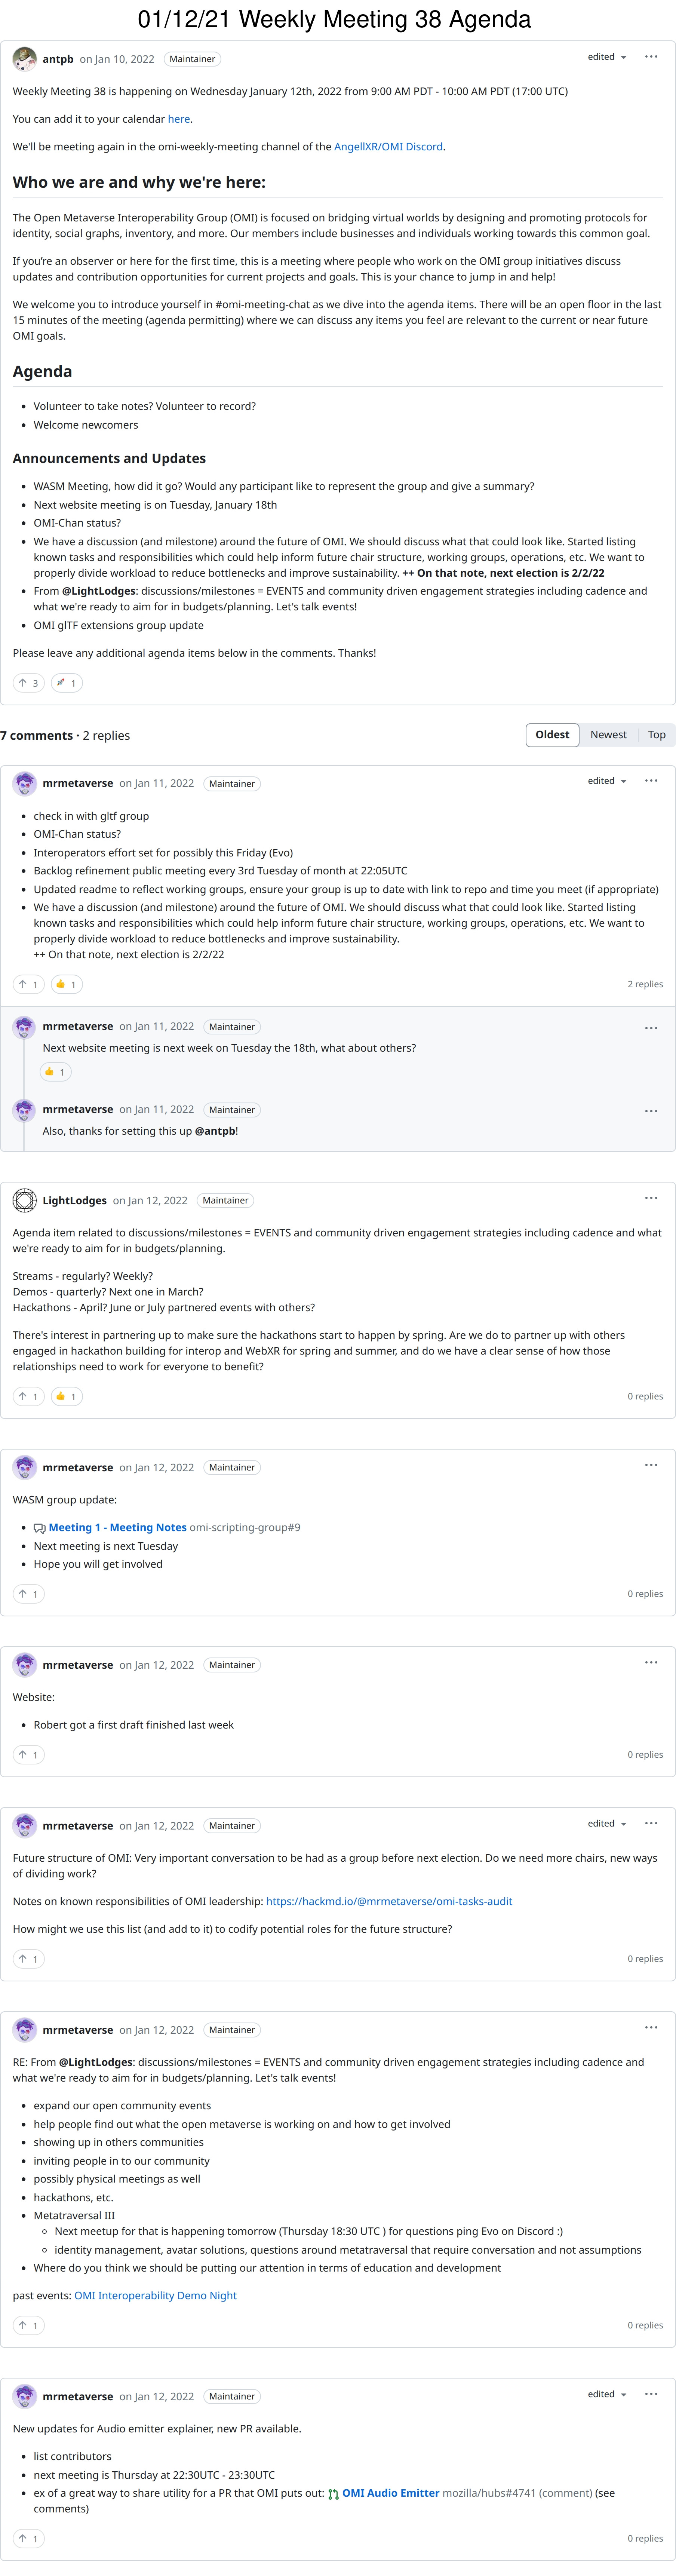 01/12/21 Weekly Meeting 38 Agenda
antpb on Jan 10, 2022 Maintainer edited
Weekly Meeting 38 is happening on Wednesday January 12th, 2022 from 9:00 AM PDT - 10:00 AM PDT (17:00 UTC)
You can add it to your calendar here.
We'll be meeting again in the omi-weekly-meeting channel of the AngellXR/OMI Discord.
Who we are and why we're here:
The Open Metaverse Interoperability Group (OMI) is focused on bridging virtual worlds by designing and promoting protocols for
identity, social graphs, inventory, and more. Our members include businesses and individuals working towards this common goal.
If you're an observer or here for the first time, this is a meeting where people who work on the OMI group initiatives discuss
updates and contribution opportunities for current projects and goals. This is your chance to jump in and help!
We welcome you to introduce yourself in #omi-meeting-chat as we dive into the agenda items. There will be an open floor in the last
15 minutes of the meeting (agenda permitting) where we can discuss any items you feel are relevant to the current or near future
OMI goals.
Agenda
• Volunteer to take notes? Volunteer to record?
• Welcome newcomers
Announcements and Updates
• WASM Meeting, how did it go? Would any participant like to represent the group and give a summary?
• Next website meeting is on Tuesday, January 18th
• OMI-Chan status?
• We have a discussion (and milestone) around the future of OMI. We should discuss what that could look like. Started listing
known tasks and responsibilities which could help inform future chair structure, working groups, operations, etc. We want to
properly divide workload to reduce bottlenecks and improve sustainability. ++ On that note, next election is 2/2/22
• From @LightLodges: discussions/milestones = EVENTS and community driven engagement strategies including cadence and
what we're ready to aim for in budgets/planning. Let's talk events!
• OMI glTF extensions group update
Please leave any additional agenda items below in the comments. Thanks!
3 1
7 comments · 2 replies Oldest Newest Top
mrmetaverse on Jan 11, 2022 Maintainer edited
• check in with gltf group
• OMI-Chan status?
• Interoperators effort set for possibly this Friday (Evo)
• Backlog refinement public meeting every 3rd Tuesday of month at 22:05UTC
• Updated readme to reflect working groups, ensure your group is up to date with link to repo and time you meet (if appropriate)
• We have a discussion (and milestone) around the future of OMI. We should discuss what that could look like. Started listing
known tasks and responsibilities which could help inform future chair structure, working groups, operations, etc. We want to
properly divide workload to reduce bottlenecks and improve sustainability.
++ On that note, next election is 2/2/22
1 1 2 replies
mrmetaverse on Jan 11, 2022 Maintainer
Next website meeting is next week on Tuesday the 18th, what about others?
1
mrmetaverse on Jan 11, 2022 Maintainer
Also, thanks for setting this up @antpb!
LightLodges on Jan 12, 2022 Maintainer
Agenda item related to discussions/milestones = EVENTS and community driven engagement strategies including cadence and what
we're ready to aim for in budgets/planning.
Streams - regularly? Weekly?
Demos - quarterly? Next one in March?
Hackathons - April? June or July partnered events with others?
There's interest in partnering up to make sure the hackathons start to happen by spring. Are we do to partner up with others
engaged in hackathon building for interop and WebXR for spring and summer, and do we have a clear sense of how those
relationships need to work for everyone to benefit?
1 1 0 replies
mrmetaverse on Jan 12, 2022 Maintainer
WASM group update:
• Meeting 1 - Meeting Notes omi-scripting-group#9
• Next meeting is next Tuesday
• Hope you will get involved
1 0 replies
mrmetaverse on Jan 12, 2022 Maintainer
Website:
• Robert got a first draft finished last week
1 0 replies
mrmetaverse on Jan 12, 2022 Maintainer edited
Future structure of OMI: Very important conversation to be had as a group before next election. Do we need more chairs, new ways
of dividing work?
Notes on known responsibilities of OMI leadership: https://hackmd.io/@mrmetaverse/omi-tasks-audit
How might we use this list (and add to it) to codify potential roles for the future structure?
1 0 replies
mrmetaverse on Jan 12, 2022 Maintainer
RE: From @LightLodges: discussions/milestones = EVENTS and community driven engagement strategies including cadence and
what we're ready to aim for in budgets/planning. Let's talk events!
• expand our open community events
• help people find out what the open metaverse is working on and how to get involved
• showing up in others communities
• inviting people in to our community
• possibly physical meetings as well
• hackathons, etc.
• Metatraversal III
◦ Next meetup for that is happening tomorrow (Thursday 18:30 UTC ) for questions ping Evo on Discord :)
◦ identity management, avatar solutions, questions around metatraversal that require conversation and not assumptions
• Where do you think we should be putting our attention in terms of education and development
past events: OMI Interoperability Demo Night
1 0 replies
mrmetaverse on Jan 12, 2022 Maintainer edited
New updates for Audio emitter explainer, new PR available.
• list contributors
• next meeting is Thursday at 22:30UTC - 23:30UTC
• ex of a great way to share utility for a PR that OMI puts out: OMI Audio Emitter mozilla/hubs#4741 (comment) (see
comments)
1 0 replies